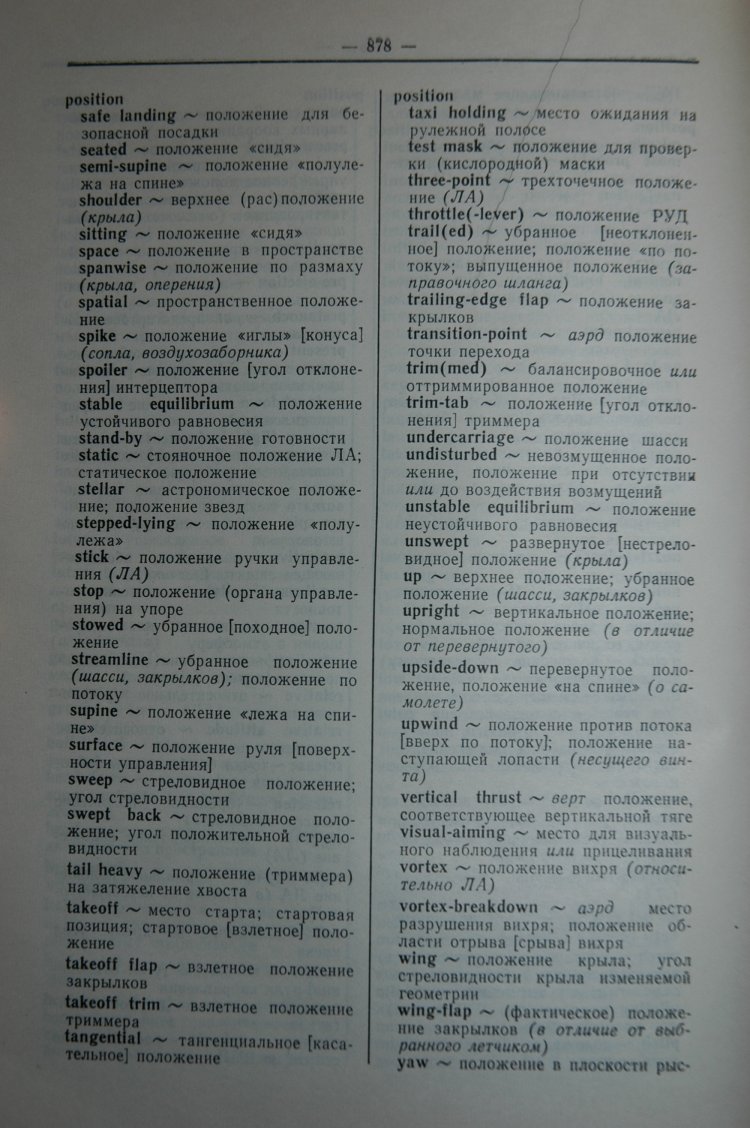 — 878 —
position
safe landing ~ положение для бе-
зопасной посадки
seated ~ положение «сидя»
semi-supine ~ положение «полуле-
жа на спине»
shoulder ~ верхнее (рас)положение
(крыла)
sitting ~ положение «сидя»
space ~ положение в пространстве
spanwise ~ положение по размаху
(крыла, оперения)
spatial ~ пространственное положе-
ние
spike ~ положение «иглы» [конуса]
(сопла, воздухозаборника)
spoiler ~ положение [угол отклоне-
ния] интерцептора
stable equilibrium ~ положение
устойчивого равновесия
stand-by ~ положение готовности
static ~ стояночное положение ЛА;
статическое положение
stellar ~ астрономическое положе-
ние; положение звезд
stepped-lying ~ положение «полу-
лежа»
stick ~ положение ручки управле-
ния (ЛА)
stop ~ положение (органа управле-
ния) на упоре
stowed ~ убранное [походное] поло-
жение
streamline ~ убранное положение
(шасси, закрылков); положение по
потоку
supine ~ положение «лежа на спи-
не»
surface ~ положение руля [поверх-
ности управления]
sweep ~ стреловидное положение;
угол стреловидности
swept back ~ стреловидное поло-
жение; угол положительной стрело-
видности
tail heavy ~ положение (триммера)
на затяжеление хвоста
takeoff ~ место старта; стартовая
позиция; стартовое [взлетное] поло-
жение
takeoff flap ~ взлетное положение
закрылков
takeoff trim ~ взлетное положение
триммера
tangential ~ тангенциальное [каса-
тельное] положение
position
taxi holding ~ место ожидания на
рулежной полосе
test mask ~ положение для провер-
ки (кислородной) маски
three-point ~ трехточечное положе-
ние (ЛА)
throttle(-lever) ~ положение РУД
trail(ed) ~ убранное [неотклонен-
ное] положение; положение «по по-
току»; выпущенное положение (за-
правочного шланга)
trailing-edge flap ~ положение за-
крылков
transition-point ~ аэрд положение
точки перехода
trim(med) ~ балансировочное или
оттриммированное положение
trim-tab ~ положение [угол откло-
нения] триммера
undercarriage ~ положение шасси
undisturbed ~ невозмущенное поло-
жение, положение при отсутствии
или до воздействия возмущений
unstable equilibrium ~ положение
неустойчивого равновесия
unswept ~ развернутое [нестрело-
видное] положение (крыла)
up ~ верхнее положение; убранное
положение (шасси, закрылков)
upright ~ вертикальное положение;
нормальное положение (в отличие
от перевернутого)
upside-down ~ перевернутое поло-
жение, положение «на спине» (о са-
молете)
upwind ~ положение против потока
[вверх по потоку]; положение на-
ступающей лопасти (несущего вин-
та)
vertical thrust ~ верт положение,
соответствующее вертикальной тяге
visual-aiming ~ место для визуаль-
ного наблюдения или прицеливания
vortex ~ положение вихря (относи-
тельно ЛА)
vortex-breakdown ~ аэрд место
разрушения вихря; положение об-
ласти отрыва [срыва] вихря
wing ~ положение крыла; угол
стреловидности крыла изменяемой
геометрии
wing-flap ~ (фактическое) положе-
ние закрылков (в отличие от выб-
ранного летчиком)
yaw ~ положение в плоскости рыс-